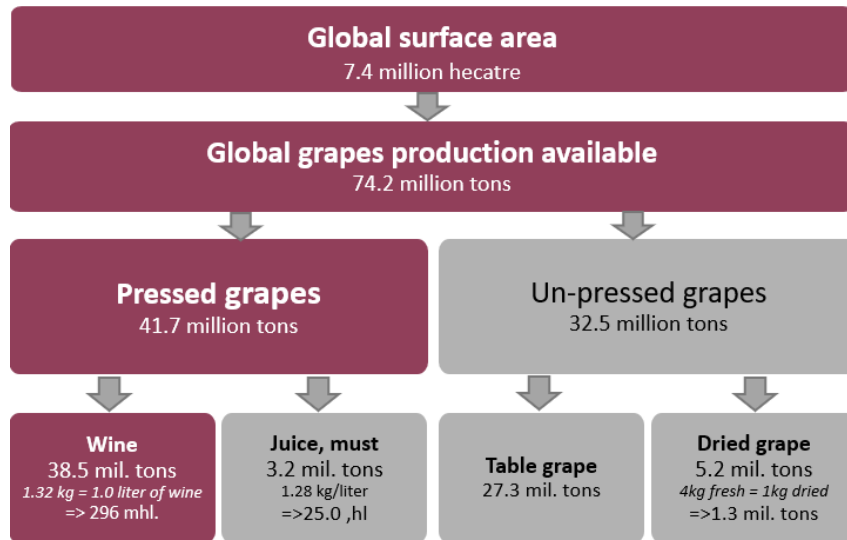 Global surface area
7.4 million hecatre
Global grapes production available
74.2 million tons
Pressed grapes
41.7 million tons
Un-pressed grapes
32.5 million tons
Wine
38.5 mil. tons
1.32 kg = 1.0 liter of wine
=> 296 mhl.
Juice, must
3.2 mil. tons
1.28 kg/liter
=>25.0 ,hl
Table grape
27.3 mil. tons
Dried grape
5.2 mil. tons
4kg fresh = 1kg dried
=>1.3 mil. tons